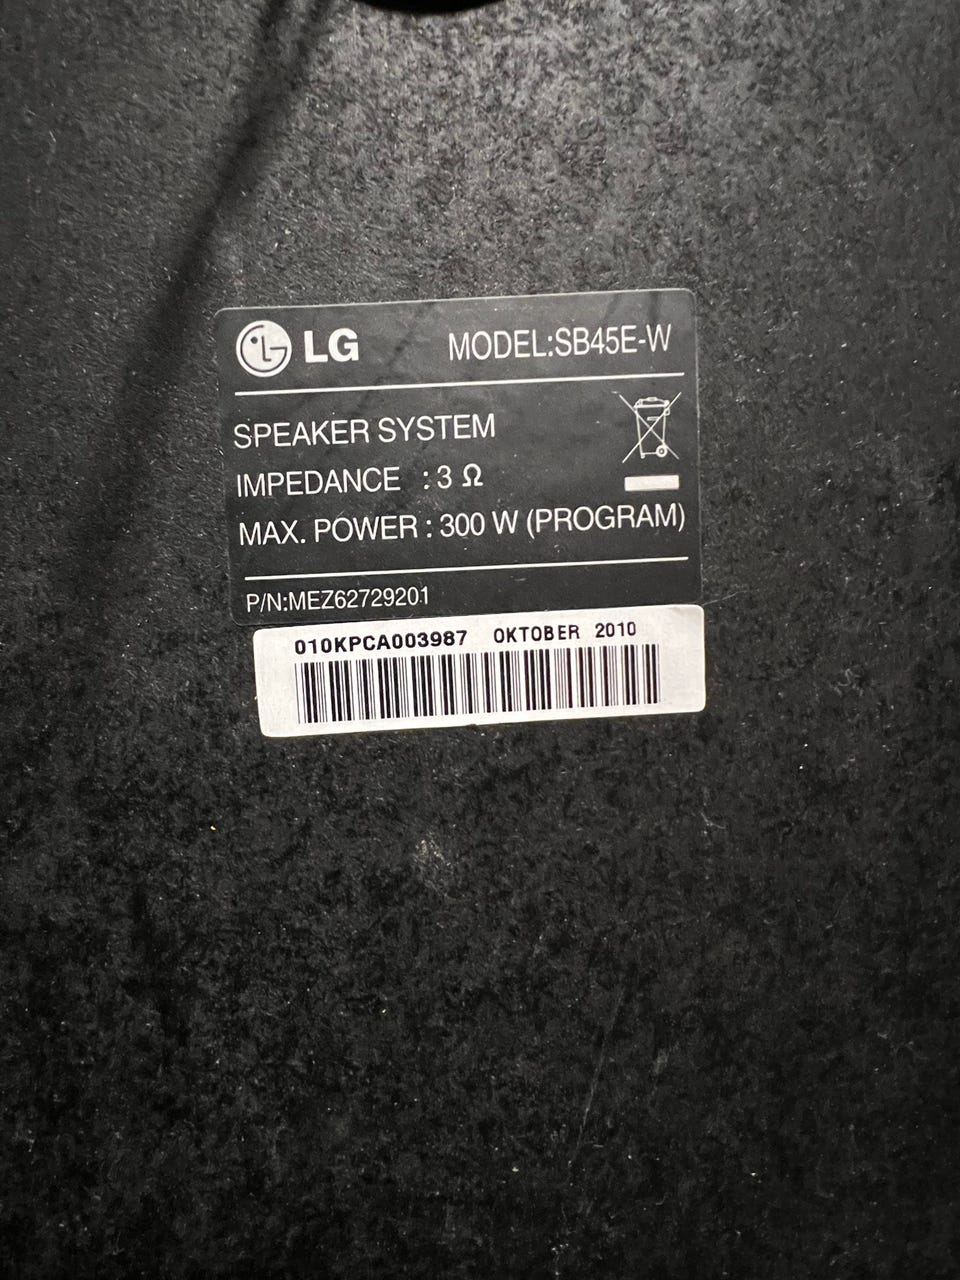 LG MODEL:SB45E-W
SPEAKER SYSTEM
IMPEDANCE : 3 Ω
MAX. POWER : 300 W (PROGRAM)
P/N:MEZ62729201
010KPCA003987 OKTOBER 2010